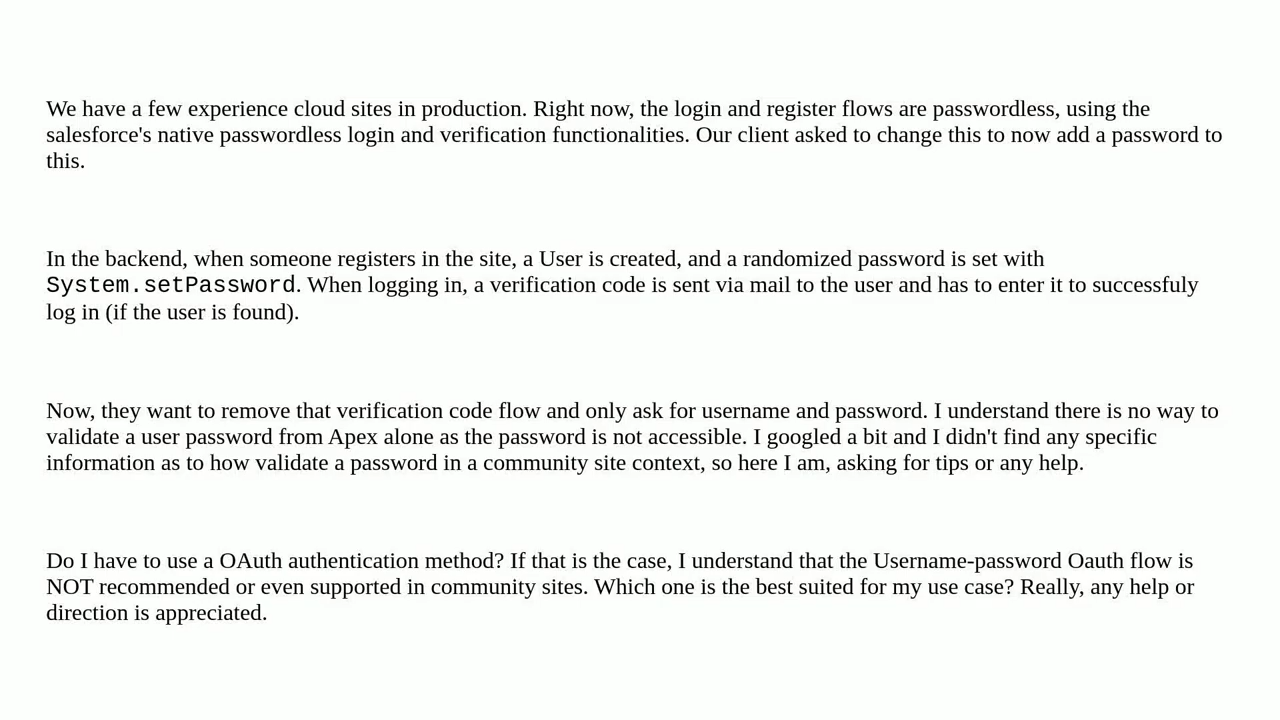 We have a few experience cloud sites in production. Right now, the login and register flows are passwordless, using the
salesforce's native passwordless login and verification functionalities. Our client asked to change this to now add a password to
this.
In the backend, when someone registers in the site, a User is created, and a randomized password is set with
System.setPassword. When logging in, a verification code is sent via mail to the user and has to enter it to successfuly
log in (if the user is found).
Now, they want to remove that verification code flow and only ask for username and password. I understand there is no way to
validate a user password from Apex alone as the password is not accessible. I googled a bit and I didn't find any specific
information as to how validate a password in a community site context, so here I am, asking for tips or any help.
Do I have to use a OAuth authentication method? If that is the case, I understand that the Username-password Oauth flow is
NOT recommended or even supported in community sites. Which one is the best suited for my use case? Really, any help or
direction is appreciated.